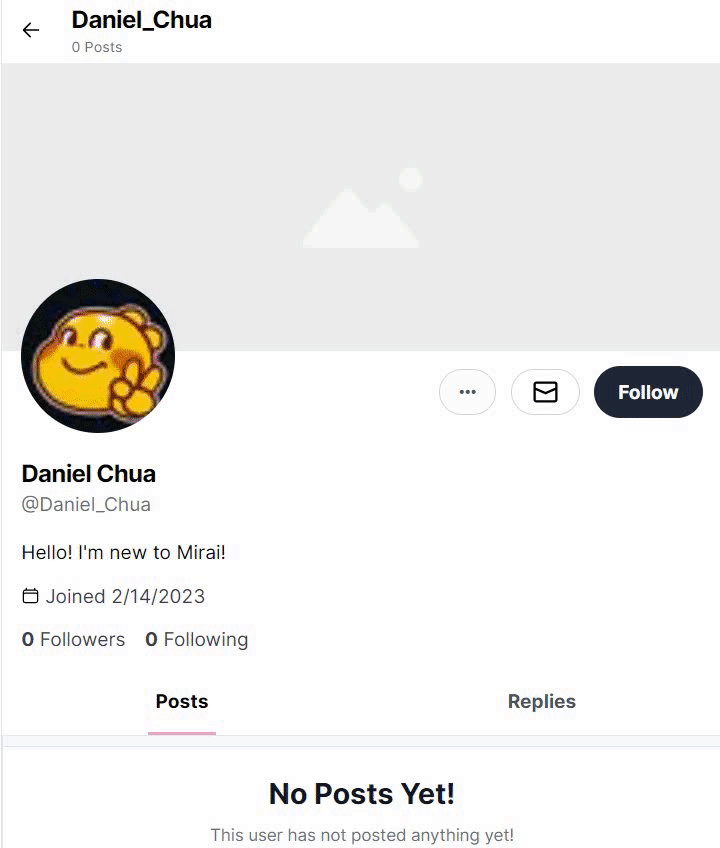 Daniel_Chua
0 Posts
Follow
Daniel Chua
@Daniel_Chua
Hello! I'm new to Mirai!
Joined 2/14/2023
0 Followers 0 Following
Posts Replies
No Posts Yet!
This user has not posted anything yet!